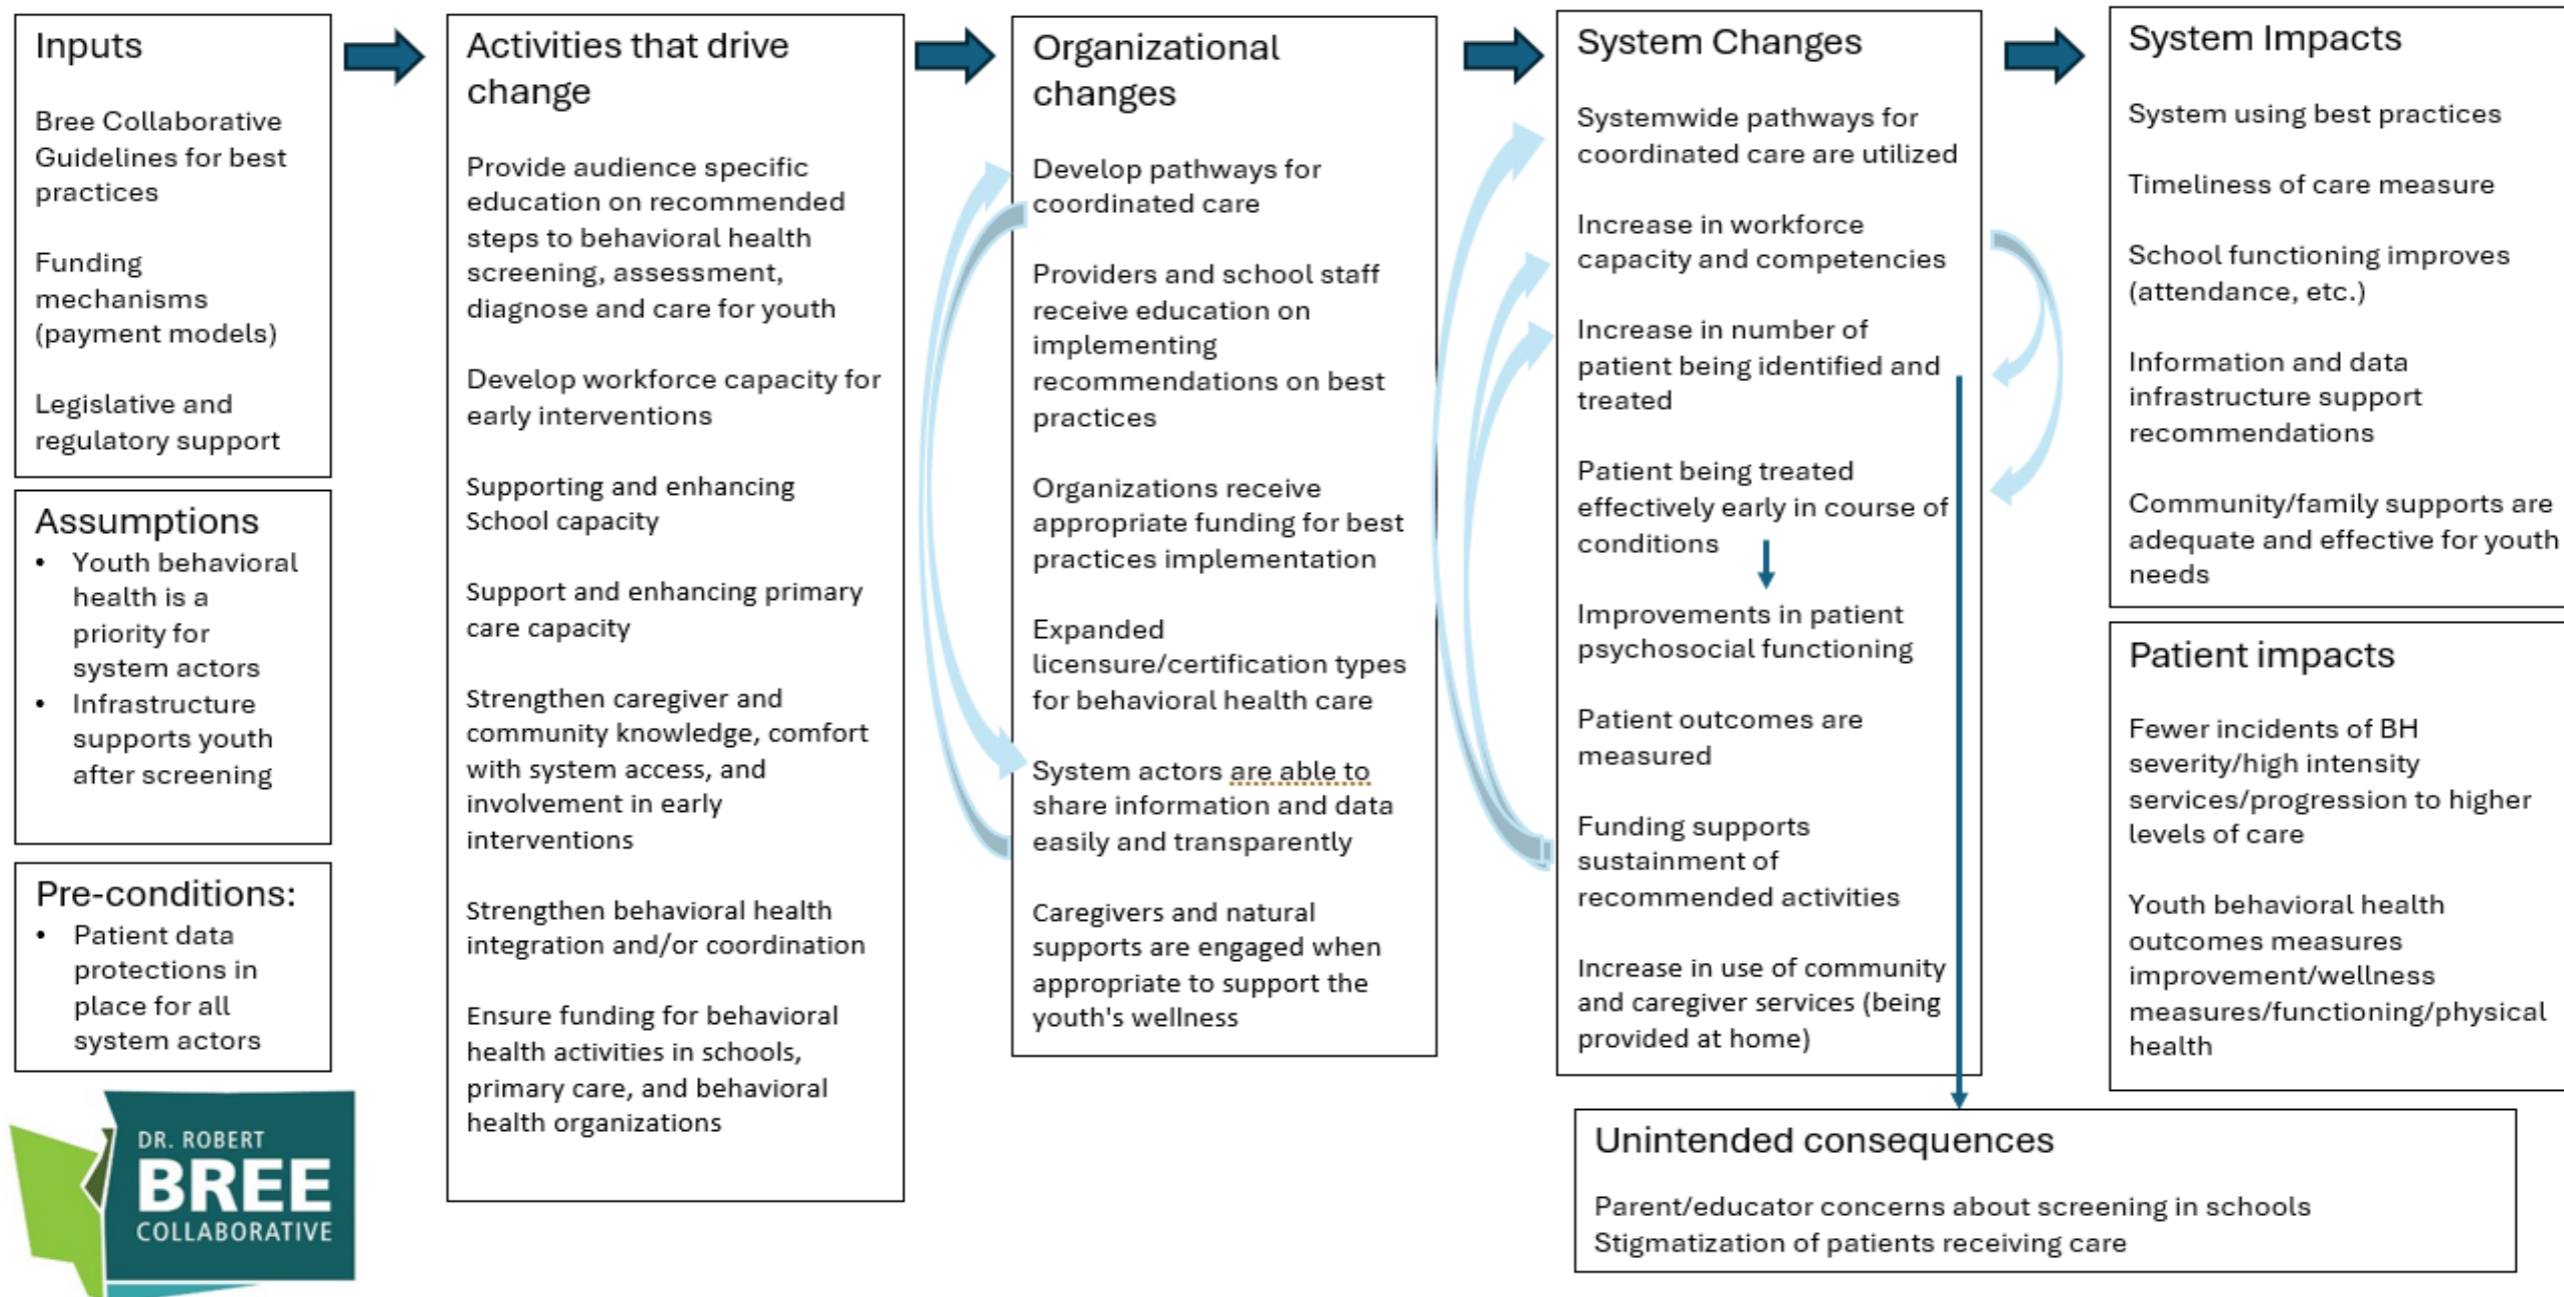 Inputs
Bree Collaborative
Guidelines for best
practices
Funding
mechanisms
(payment models)
Legislative and
regulatory support
Assumptions
• Youth behavioral
health is a
priority for
system actors
• Infrastructure
supports youth
after screening
Pre-conditions:
• Patient data
protections in
place for all
system actors
DR. ROBERT
BREE
COLLABORATIVE
Activities that drive
change
Provide audience specific
education on recommended
steps to behavioral health
screening, assessment,
diagnose and care for youth
Develop workforce capacity for
early interventions
Supporting and enhancing
School capacity
Support and enhancing primary
care capacity
Strengthen caregiver and
community knowledge, comfort
with system access, and
involvement in early
interventions
Strengthen behavioral health
integration and/or coordination
Ensure funding for behavioral
health activities in schools,
primary care, and behavioral
health organizations
Organizational
changes
Develop pathways for
coordinated care
Providers and school staff
receive education on
implementing
recommendations on best
practices
Organizations receive
appropriate funding for best
practices implementation
Expanded
licensure/certification types
for behavioral health care
System actors are able to
share information and data
easily and transparently
Caregivers and natural
supports are engaged when
appropriate to support the
youth's wellness
System Changes
Systemwide pathways for
coordinated care are utilized
Increase in workforce
capacity and competencies
Increase in number of
patient being identified and
treated
Patient being treated
effectively early in course of
conditions
Improvements in patient
psychosocial functioning
Patient outcomes are
measured
Funding supports
sustainment of
recommended activities
Increase in use of community
and caregiver services (being
provided at home)
System Impacts
System using best practices
Timeliness of care measure
School functioning improves
(attendance, etc.)
Information and data
infrastructure support
recommendations
Community/family supports are
adequate and effective for youth
needs
Patient impacts
Fewer incidents of BH
severity/high intensity
services/progression to higher
levels of care
Youth behavioral health
outcomes measures
improvement/wellness
measures/functioning/physical
health
Unintended consequences
Parent/educator concerns about screening in schools
Stigmatization of patients receiving care